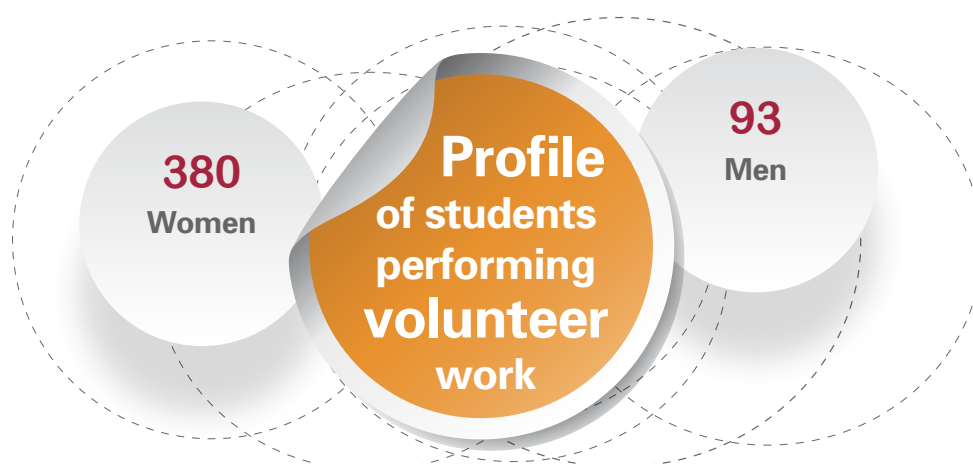 380
Women
Profile
of students
performing
volunteer
work
93
Men